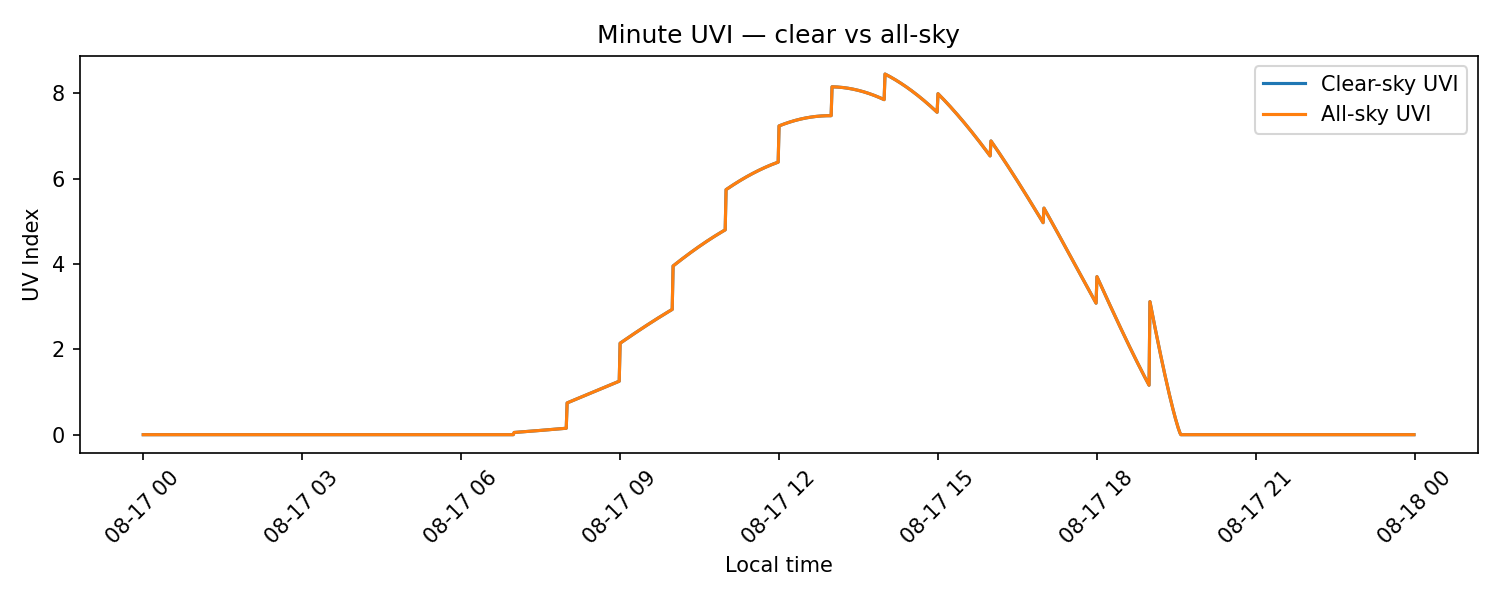 Minute UVI — clear vs all-sky
Clear-sky UVI
All-sky UVI
UV Index
8
6
4
2
0
08-17 00
08-17 03
08-17 06
08-17 09
08-17 12
08-17 15
08-17 18
08-17 21
08-18 00
Local time